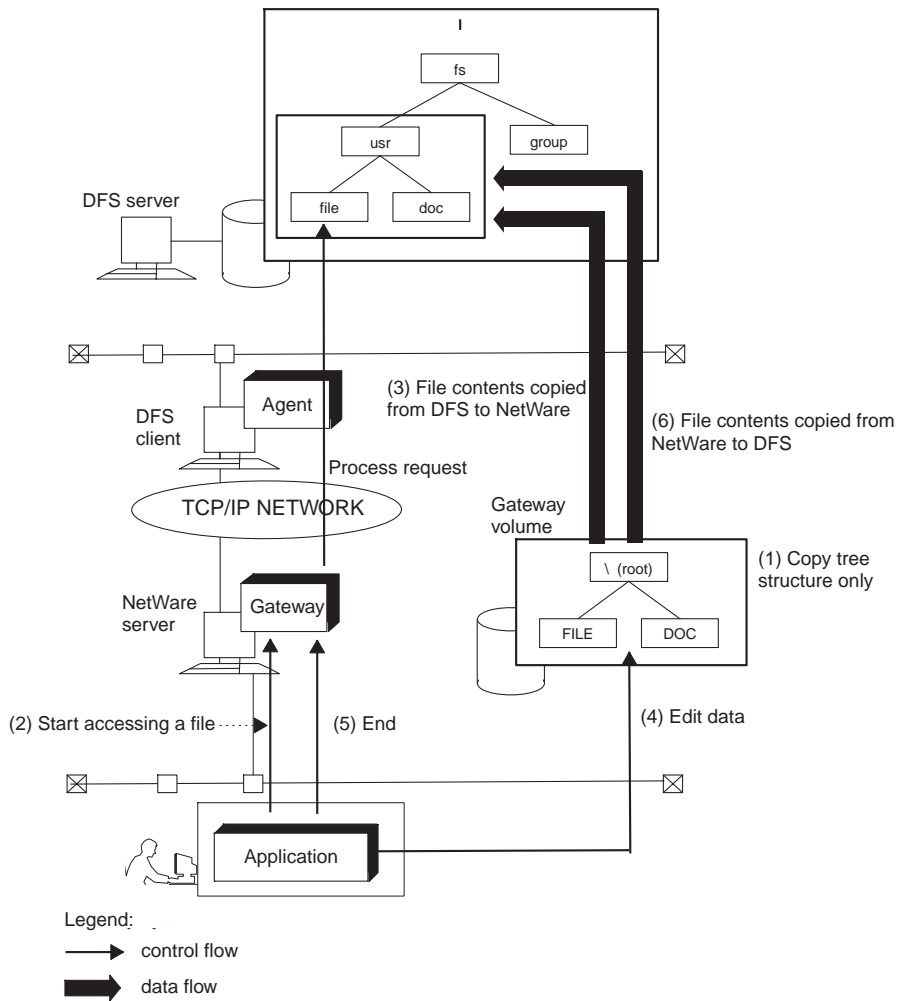 I
fs
usr
group
file
doc
DFS server
(3) File contents copied
from DFS to NetWare
Agent
DFS
client
(6) File contents copied from
NetWare to DFS
Process request
TCP/IP NETWORK
Gateway
volume
(1) Copy tree
structure only
\ (root)
NetWare
server
Gateway
FILE
DOC
(2) Start accessing a file
(5) End
(4) Edit data
Application
Legend:
control flow
data flow